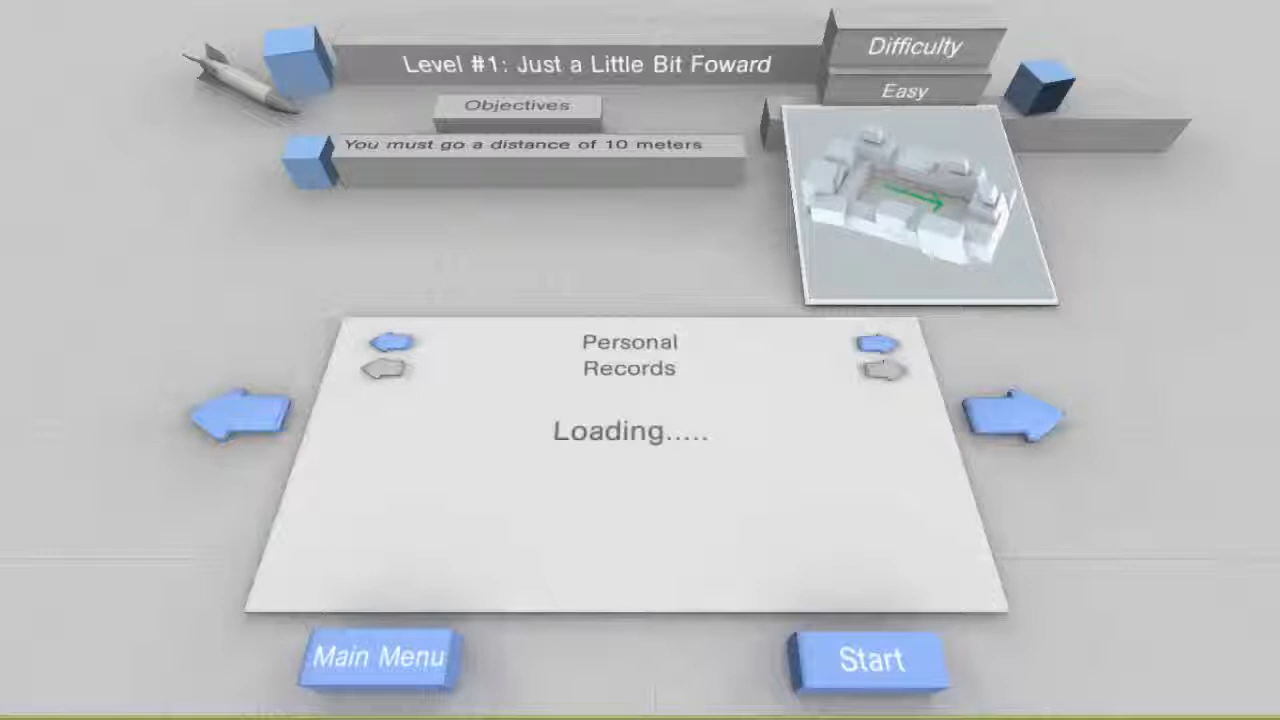 Level #1: Just a Little Bit Foward
Difficulty
Easy
Objectives
You must go a distance of 10 meters
Personal
Records
Loading.....
Main Menu
Start